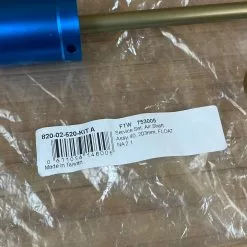 820-02-520-KIT A
FTW 753006
Service Set: Air Shaft
Assy, 40, 203mm, FLOAT
NA 2 1
Made in Taiwan